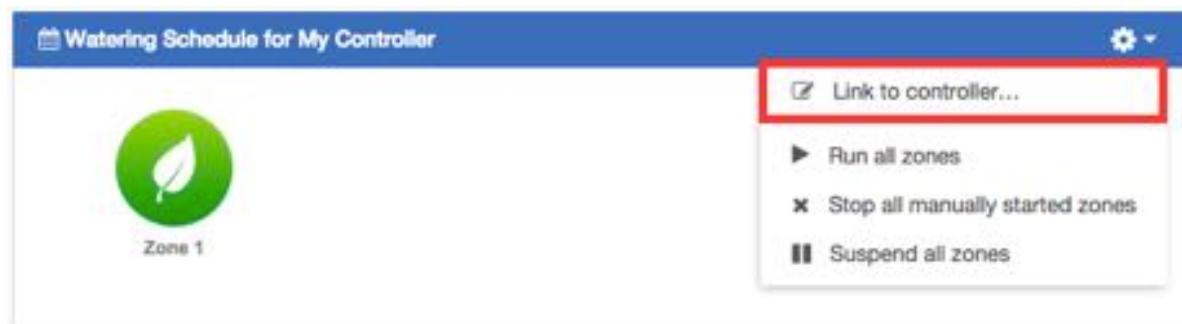 Watering Schedule for My Controller
Link to controller...
Run all zones
Stop all manually started zones
Suspend all zones
Zone 1